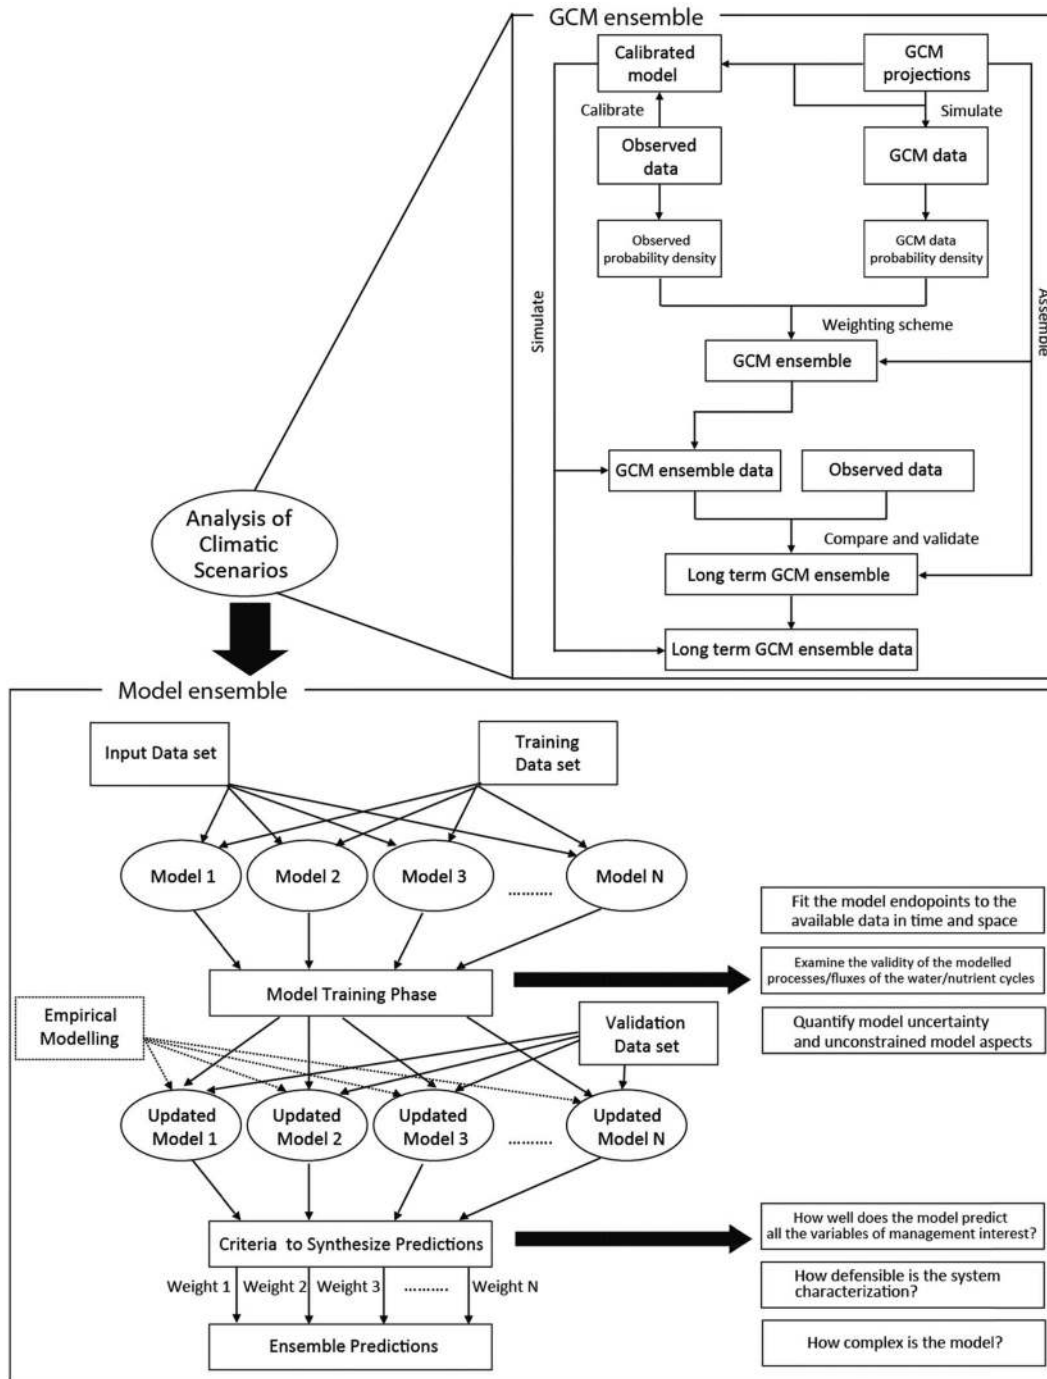 GCM ensemble
Calibrated
model
GCM
projections
Calibrate
Simulate
Observed
data
GCM data
Observed
probability density
GCM data
probability density
Simulate
Assemble
Weighting scheme
GCM ensemble
GCM ensemble data
Observed data
Compare and validate
Long term GCM ensemble
Long term GCM ensemble data
Analysis of
Climatic
Scenarios
Model ensemble
Input Data set
Training
Data set
Model 1
Model 2
Model 3
..........
Model N
Fit the model endopoints to the
available data in time and space
Model Training Phase
Examine the validity of the modelled
processes/fluxes of the water/nutrient cycles
Quantify model uncertainty
and unconstrained model aspects
Empirical
Modelling
Validation
Data set
Updated
Model 1
Updated
Model 2
Updated
Model 3
..........
Updated
Model N
Criteria to Synthesize Predictions
How well does the model predict
all the variables of management interest?
Weight 1
Weight 2
Weight 3
..........
Weight N
How defensible is the system
characterization?
Ensemble Predictions
How complex is the model?